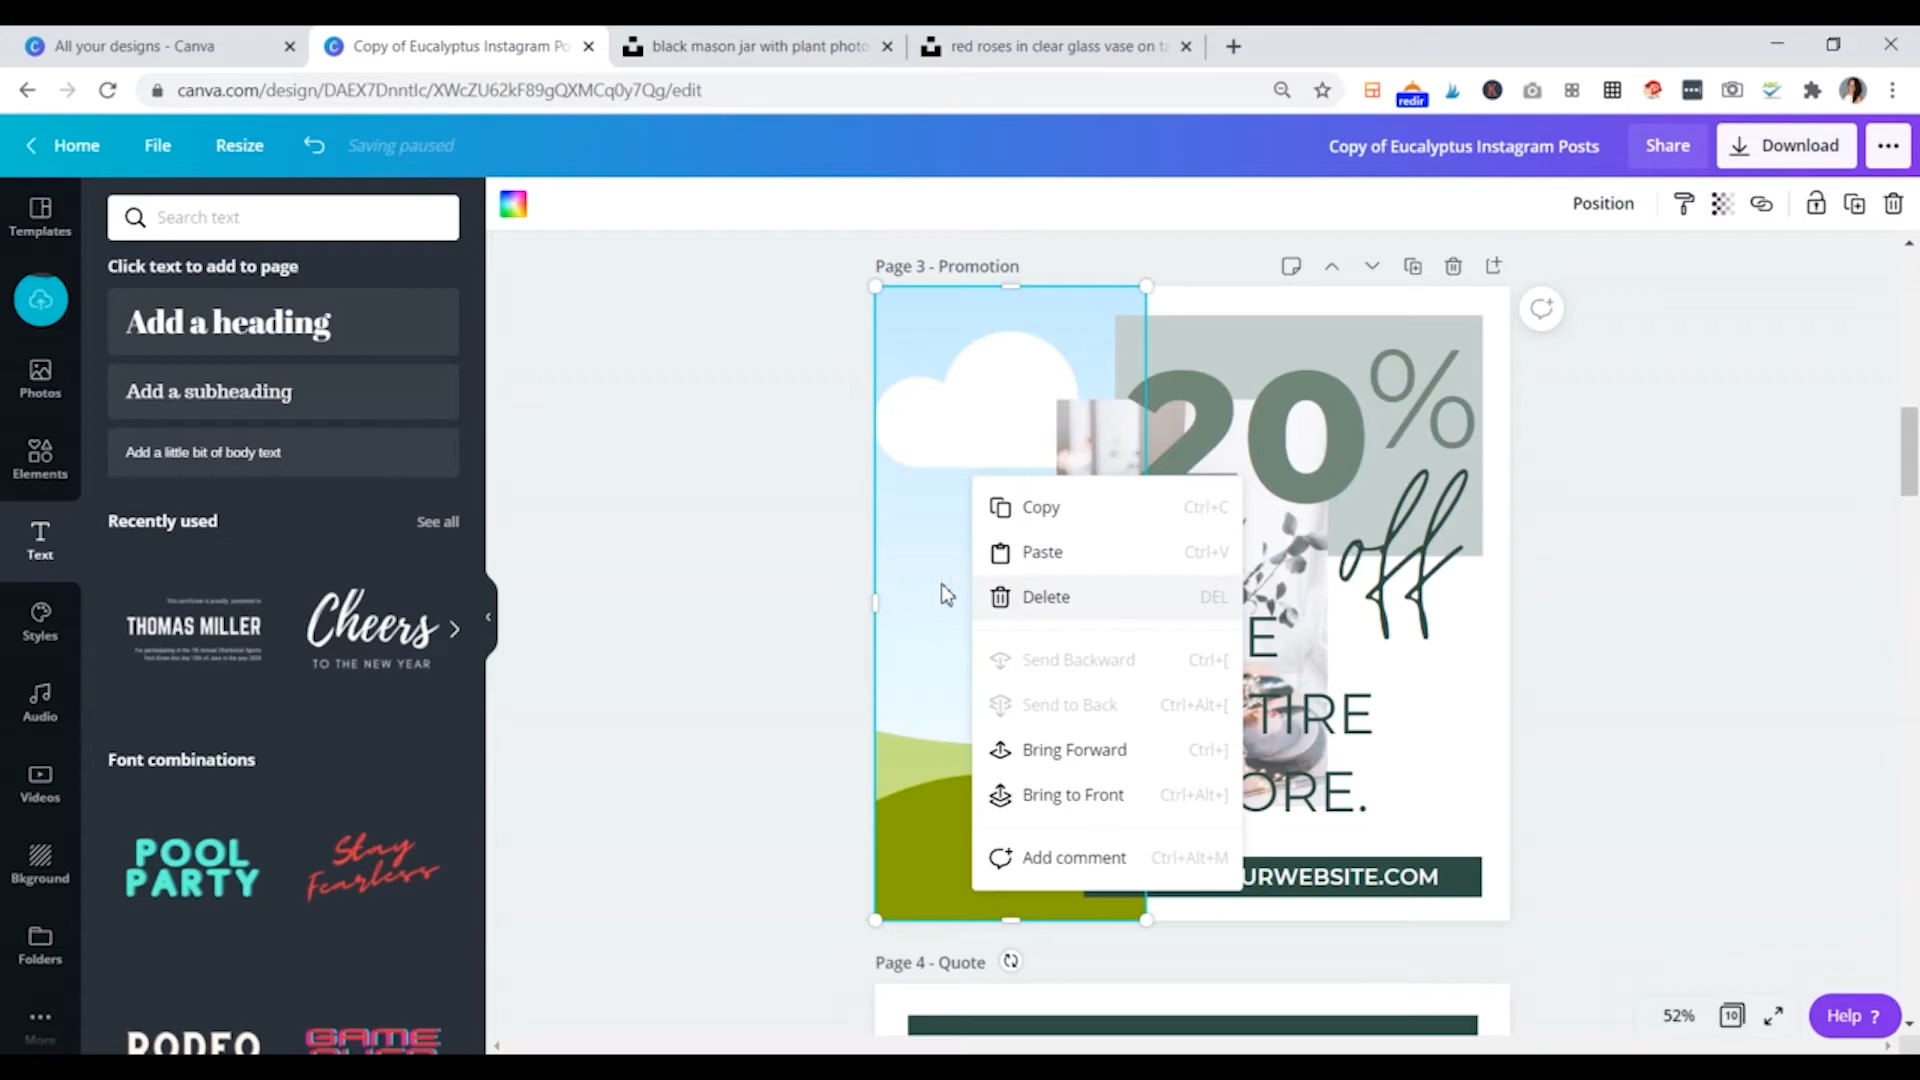 All your designs - Canva
Copy of Eucalyptus Instagram Po
black mason jar with plant photo
red roses in clear glass vase on ta
canva.com/design/DAEX7Dnntlc/XWcZU62kF89gQXMCq0y7Qg/edit
redir
Home
File
Resize
Saving paused
Copy of Eucalyptus Instagram Posts
Share
Download
Templates
Photos
Elements
Text
Styles
Audio
Videos
Bkground
Folders
More
Search text
Click text to add to page
Add a heading
Add a subheading
Add a little bit of body text
Recently used
See all
THOMAS MILLER
Cheers
TO THE NEW YEAR
Font combinations
POOL
PARTY
Stay
Fearless
RODEO
GAME
Position
Page 3 - Promotion
20%
off
E
TIRE
ORE.
URWEBSITE.COM
Copy Ctrl+C
Paste Ctrl+V
Delete DEL
Send Backward Ctrl+[
Send to Back Ctrl+Alt+[
Bring Forward Ctrl+]
Bring to Front Ctrl+Alt+]
Add comment Ctrl+Alt+M
Page 4 - Quote
52%
10
Help ?